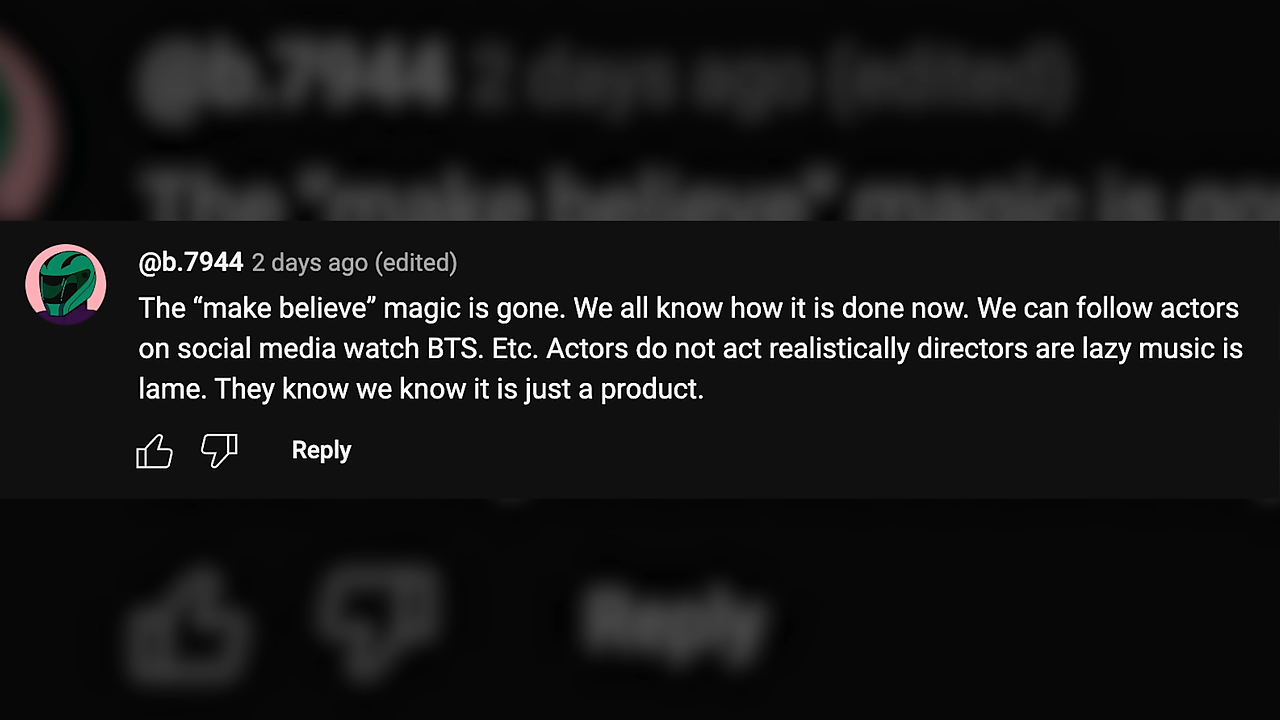 @b.7944 2 days ago (edited)
The “make believe” magic is gone. We all know how it is done now. We can follow actors
on social media watch BTS. Etc. Actors do not act realistically directors are lazy music is
lame. They know we know it is just a product.
Reply